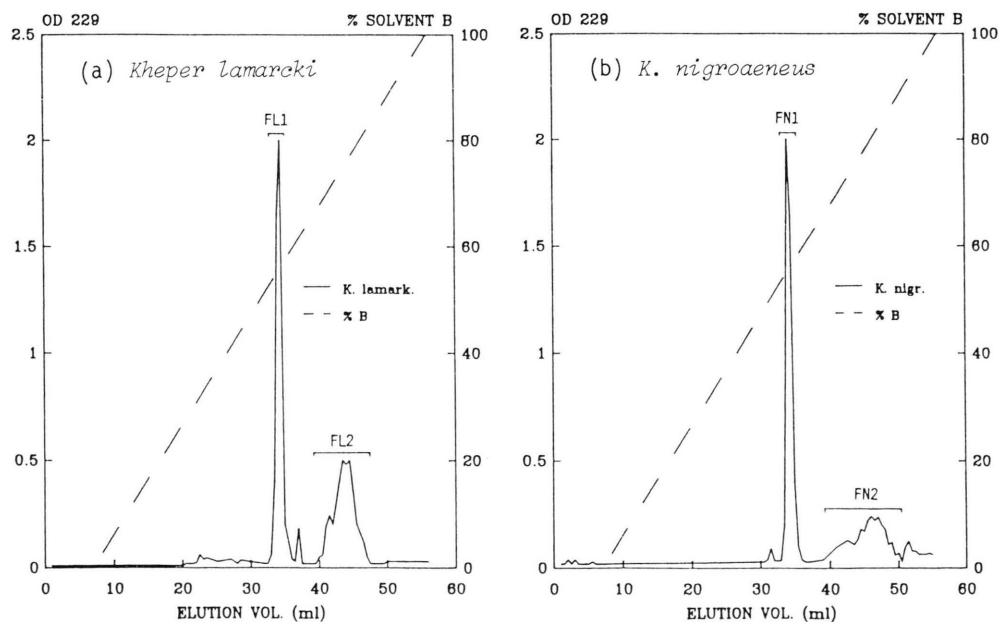 OD 229 % SOLVENT B
(a) Kheper lamarcki
FL1
FL2
K. lamark.
% B
2.5
2
1.5
1
0.5
0
100
80
60
40
20
0
0 10 20 30 40 50 60
ELUTION VOL. (ml)
OD 229 % SOLVENT B
(b) K. nigroaeneus
FN1
FN2
K. nigr.
% B
2.5
2
1.5
1
0.5
0
100
80
60
40
20
0
0 10 20 30 40 50 60
ELUTION VOL. (ml)